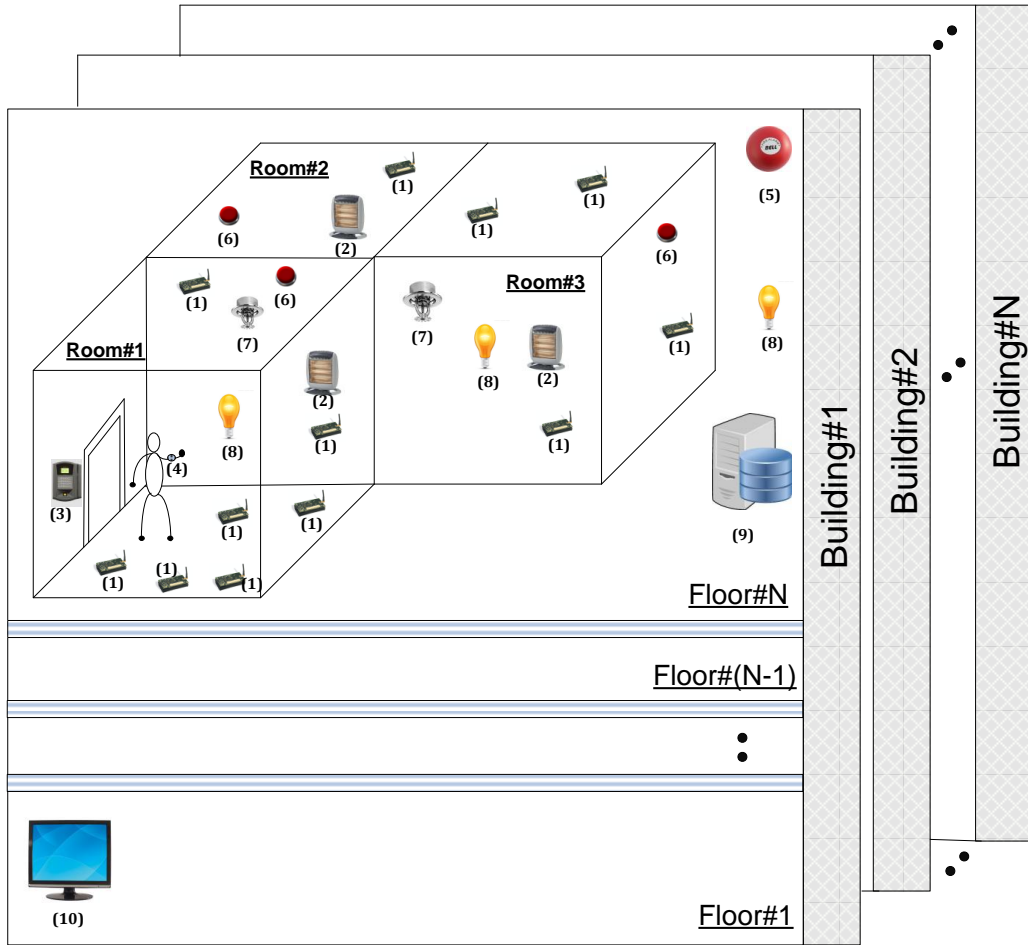 Room#2
(1)
(1)
BELL
(5)
(1)
(6)
(2)
(6)
(1)
(6)
Room#3
(7)
(7)
(8)
(1)
Room#1
(8)
(2)
(2)
(8)
(1)
(1)
(4)
(3)
(1)
(1)
(9)
(1)
(1)
(1)
Floor#N
Floor#(N-1)
(10)
Floor#1
Building#1
Building#2
Building#N